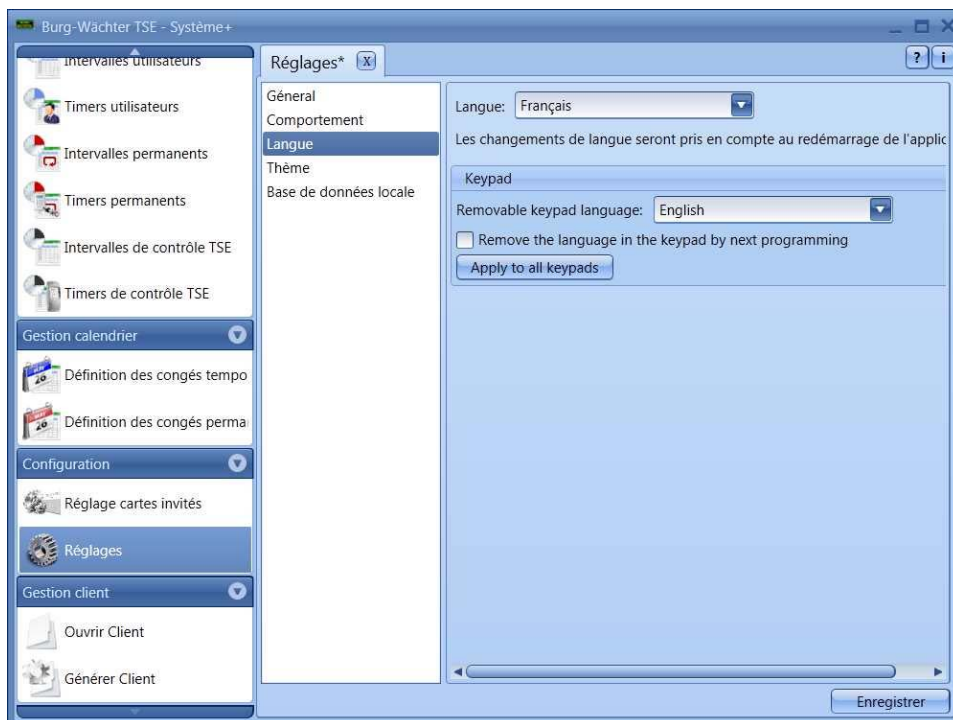 Burg-Wächter TSE - Système+
Intervalles utilisateurs
Timers utilisateurs
Intervalles permanents
Timers permanents
Intervalles de contrôle TSE
Timers de contrôle TSE
Gestion calendrier
Définition des congés tempo
Définition des congés perma
Configuration
Réglage cartes invités
Réglages
Gestion client
Ouvrir Client
Générer Client
Réglages* X
? i
Géneral
Comportement
Langue
Thème
Base de données locale
Langue: Français
Les changements de langue seront pris en compte au redémarrage de l'applic
Keypad
Removable keypad language: English
Remove the language in the keypad by next programming
Apply to all keypads
Enregistrer